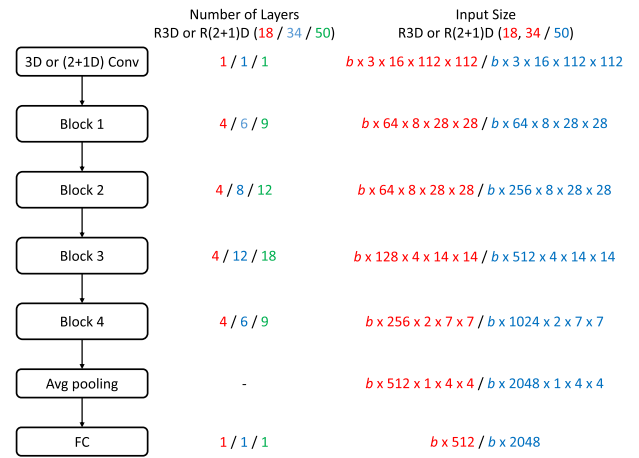 Number of Layers Input Size
R3D or R(2+1)D (18 / 34 / 50) R3D or R(2+1)D (18, 34 / 50)
3D or (2+1D) Conv 1 / 1 / 1 b x 3 x 16 x 112 x 112 / b x 3 x 16 x 112 x 112
Block 1 4 / 6 / 9 b x 64 x 8 x 28 x 28 / b x 64 x 8 x 28 x 28
Block 2 4 / 8 / 12 b x 64 x 8 x 28 x 28 / b x 256 x 8 x 28 x 28
Block 3 4 / 12 / 18 b x 128 x 4 x 14 x 14 / b x 512 x 4 x 14 x 14
Block 4 4 / 6 / 9 b x 256 x 2 x 7 x 7 / b x 1024 x 2 x 7 x 7
Avg pooling - b x 512 x 1 x 4 x 4 / b x 2048 x 1 x 4 x 4
FC 1 / 1 / 1 b x 512 / b x 2048